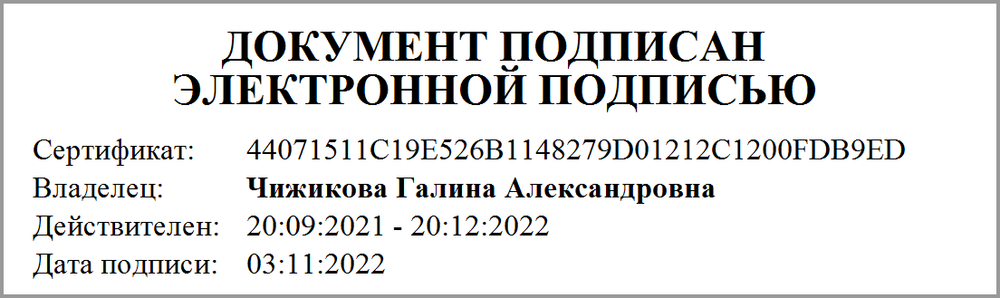 ДОКУМЕНТ ПОДПИСАН
ЭЛЕКТРОННОЙ ПОДПИСЬЮ
Сертификат: 44071511C19E526B1148279D01212C1200FDB9ED
Владелец: Чижикова Галина Александровна
Действителен: 20:09:2021 - 20:12:2022
Дата подписи: 03:11:2022